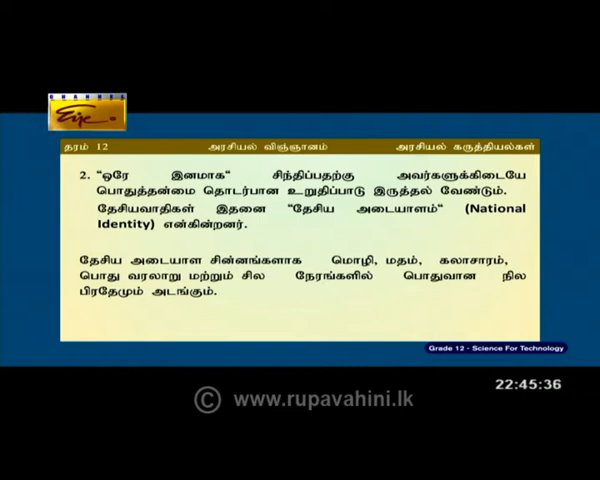 CHANNEL
Eye
தரம் 12 அரசியல் விஞ்ஞானம் அரசியல் கருத்தியல்கள்
2. "ஒரே இனமாக" சிந்திப்பதற்கு அவர்களுக்கிடையே
பொதுத்தன்மை தொடர்பான உறுதிப்பாடு இருத்தல் வேண்டும்.
தேசியவாதிகள் இதனை "தேசிய அடையாளம்" (National
Identity) என்கின்றனர்.
தேசிய அடையாள சின்னங்களாக மொழி, மதம், கலாசாரம்,
பொது வரலாறு மற்றும் சில நேரங்களில் பொதுவான நில
பிரதேமும் அடங்கும்.
Grade 12 - Science For Technology
22:45:36
© www.rupavahini.lk